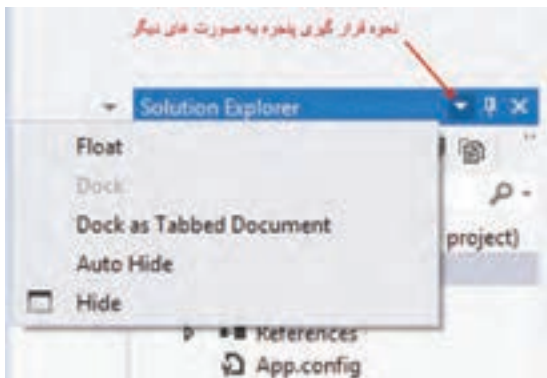 نحوه قرار گیری پنجره به صورت های دیگر
Solution Explorer
Float
Dock
Dock as Tabbed Document
project)
Auto Hide
Hide
References
App.config